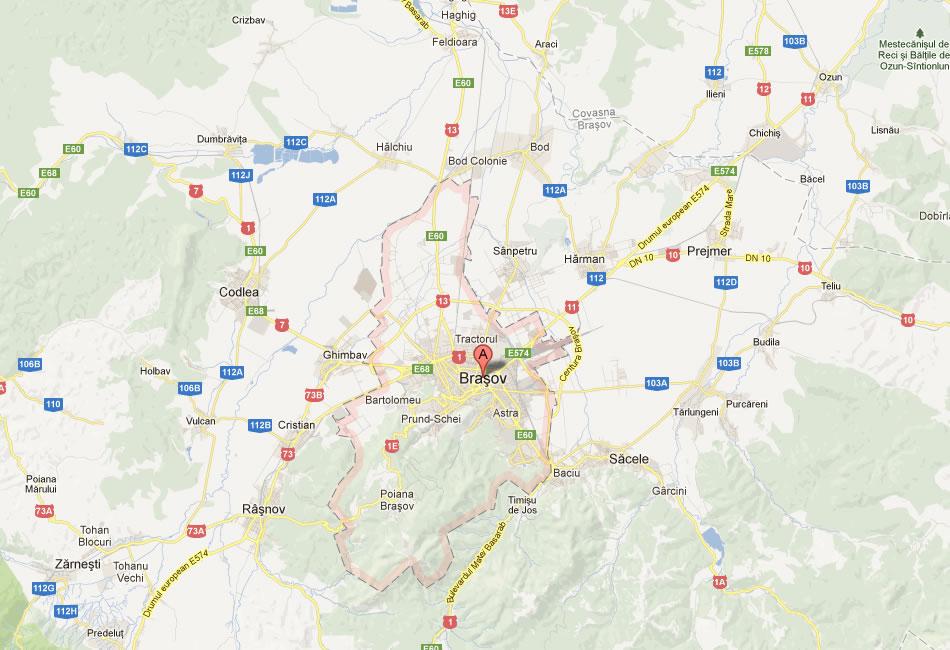 Matei Basarab
Haghig
13E
Crizbav
Feldioara
Araci
103B
E578
Mestecănișul de
Reci și Bălțile de
Ozun-Sîntionlun
112
Ozun
E60
12
11
Ilieni
Covasna
Brașov
13
Chichiș
Lisnău
Dumbrăvița
112C
E60
112C
Hălchiu
Bod
Bod Colonie
E68
E60
7
112J
112A
112A
E574
Băcel
103B
Drumul european E574
Strada Mare
Dobîrl
1
E60
E60
Sânpetru
Hărman
DN 10
10
Prejmer
DN 10
10
112
112D
Teliu
Codlea
E68
13
11
10
7
Tractorul
Centura Brașov
Budila
Ghimbav
1
A
E574
106B
Holbav
112A
E68
Brașov
103B
103A
106B
73B
110
Bartolomeu
Prund-Schei
Astra
Tărlungeni
Purcăreni
Vulcan
112B
Cristian
1E
E60
73
Săcele
Baciu
Poiana
Mărului
Poiana
Brașov
Timișu
de Jos
Gârcini
73A
Râșnov
73A
Tohan
Blocuri
Zărnești
Tohanu
Vechi
Drumul european E574
Bulevardul Matei Basarab
1A
112G
112H
Predeluț
1
E60